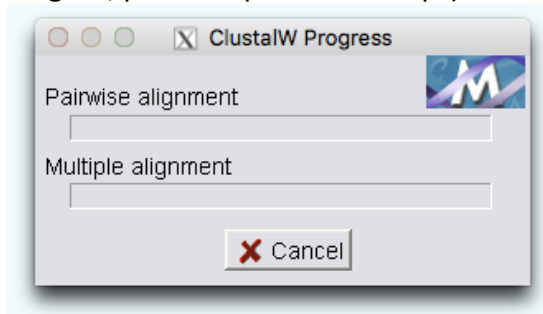 X ClustalW Progress
M
Pairwise alignment
Multiple alignment
Cancel